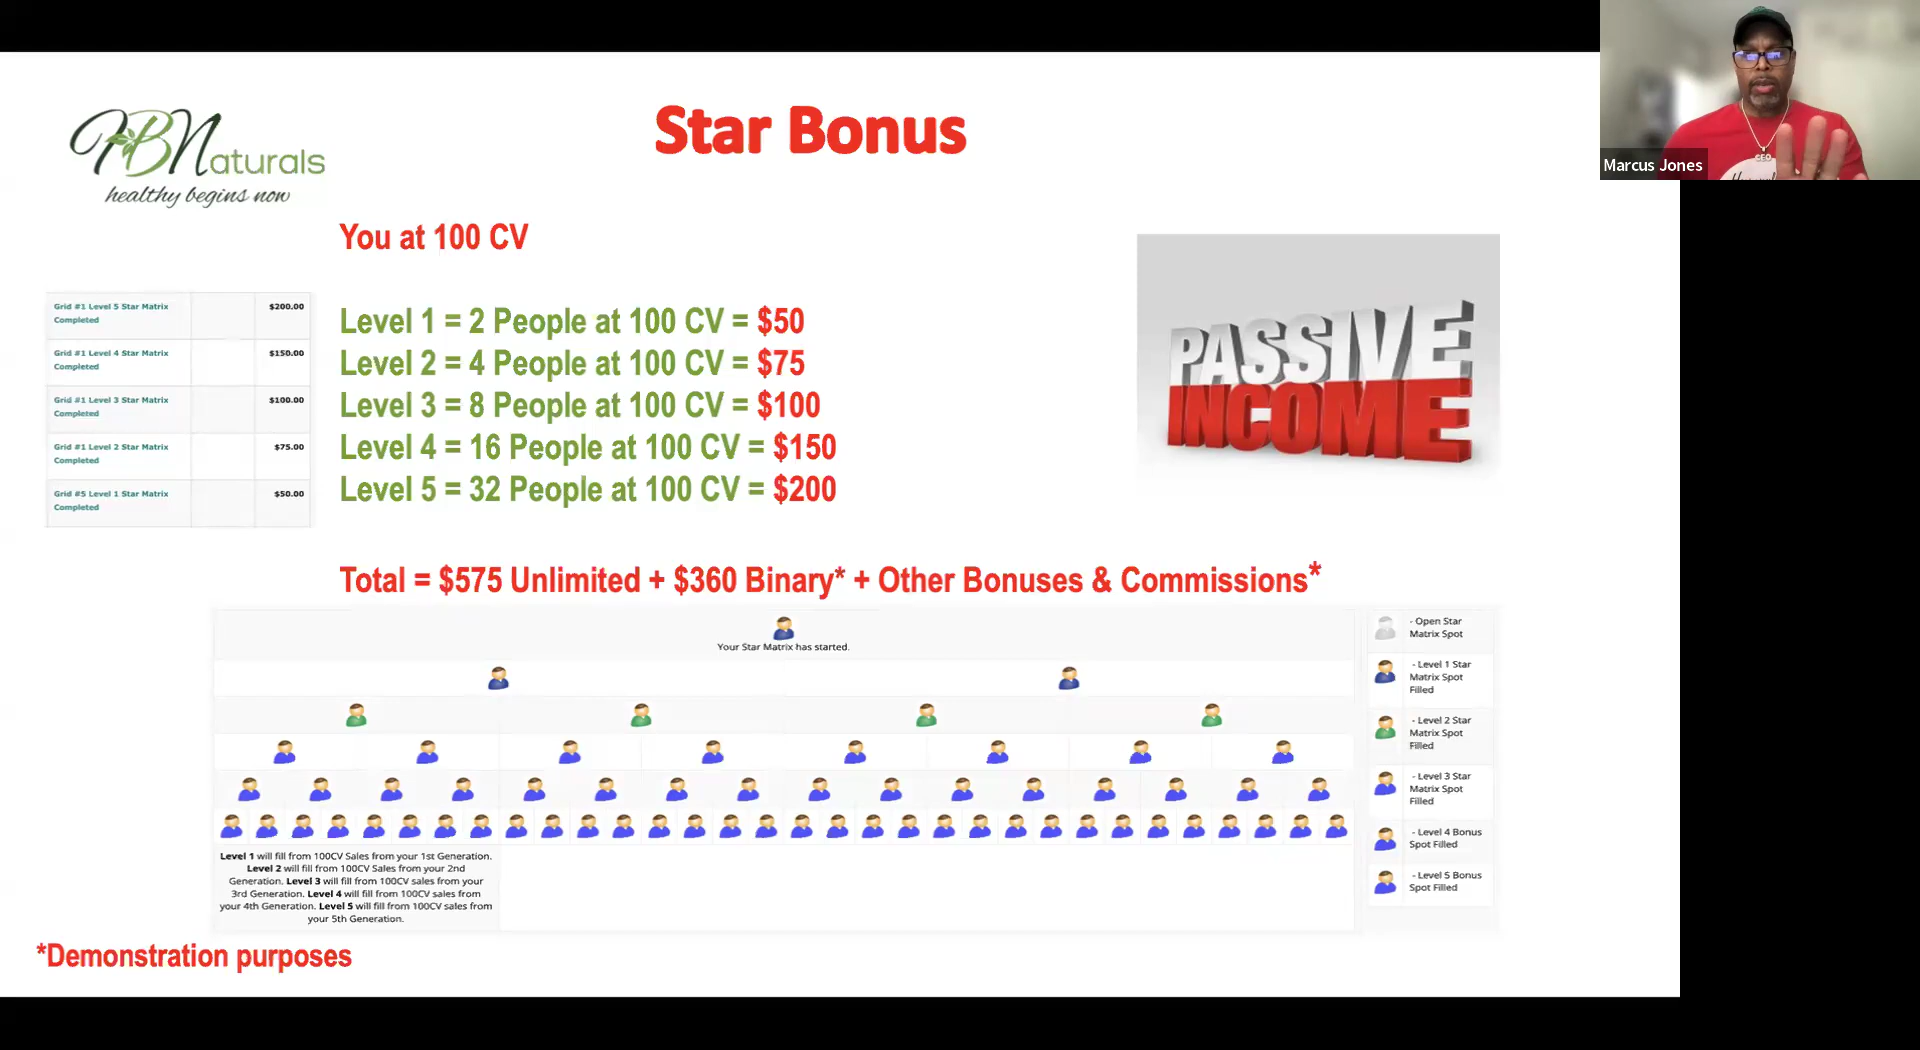 Star Bonus
HBNaturals
healthy begins now
Marcus Jones
CEO
You at 100 CV
Grid #1 Level 5 Star Matrix
Completed
$200.00
Grid #1 Level 4 Star Matrix
Completed
$150.00
Grid #1 Level 3 Star Matrix
Completed
$100.00
Grid #1 Level 2 Star Matrix
Completed
$75.00
Grid #5 Level 1 Star Matrix
Completed
$50.00
Level 1 = 2 People at 100 CV = $50
Level 2 = 4 People at 100 CV = $75
Level 3 = 8 People at 100 CV = $100
Level 4 = 16 People at 100 CV = $150
Level 5 = 32 People at 100 CV = $200
PASSIVE
INCOME
Total = $575 Unlimited + $360 Binary* + Other Bonuses & Commissions*
Your Star Matrix has started.
- Open Star
Matrix Spot
- Level 1 Star
Matrix Spot
Filled
- Level 2 Star
Matrix Spot
Filled
- Level 3 Star
Matrix Spot
Filled
- Level 4 Bonus
Spot Filled
- Level 5 Bonus
Spot Filled
Level 1 will fill from 100CV Sales from your 1st Generation.
Level 2 will fill from 100CV Sales from your 2nd
Generation. Level 3 will fill from 100CV sales from your
3rd Generation. Level 4 will fill from 100CV sales from
your 4th Generation. Level 5 will fill from 100CV sales from
your 5th Generation.
*Demonstration purposes